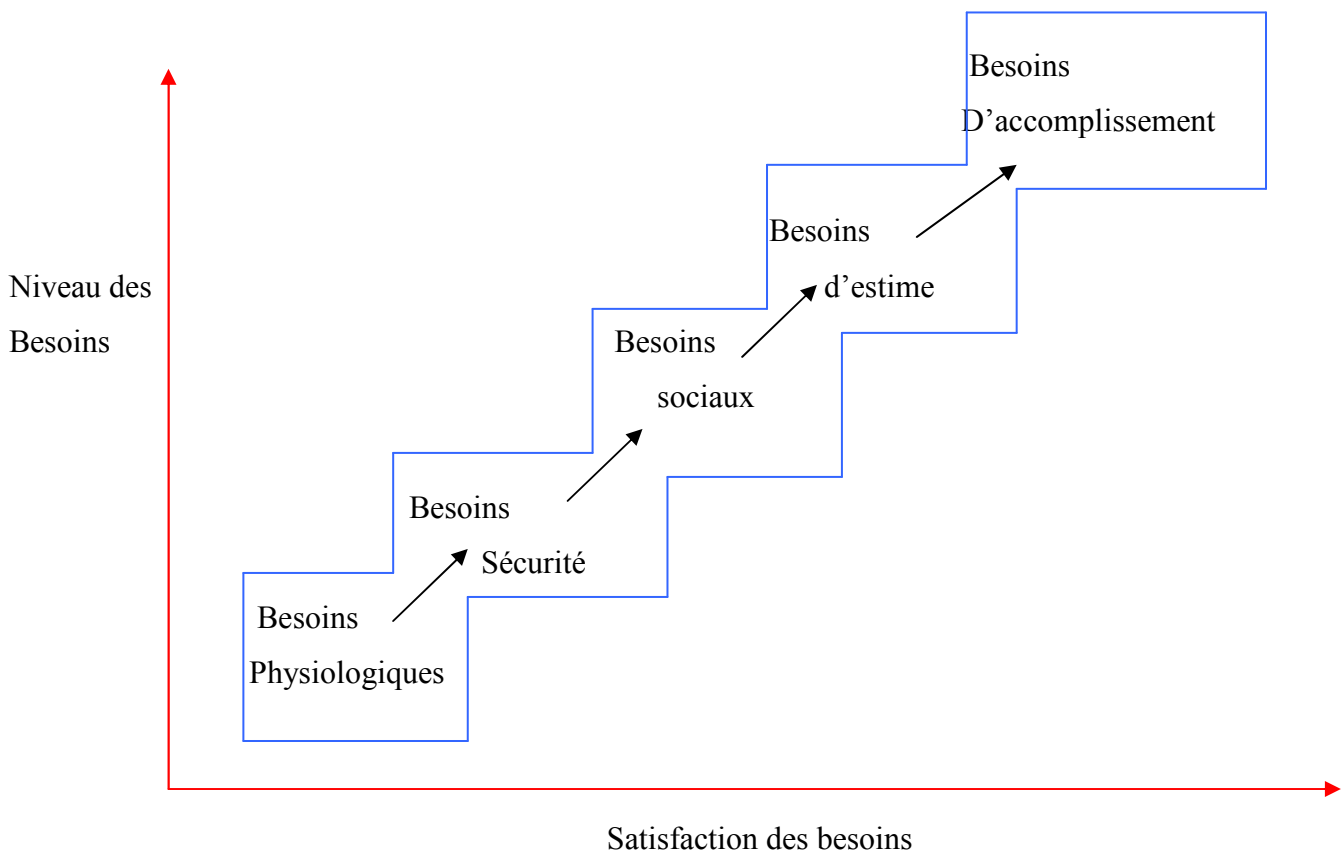 Besoins
D’accomplissement
Besoins
d’estime
Niveau des
Besoins
Besoins
sociaux
Besoins
Sécurité
Besoins
Physiologiques
Satisfaction des besoins